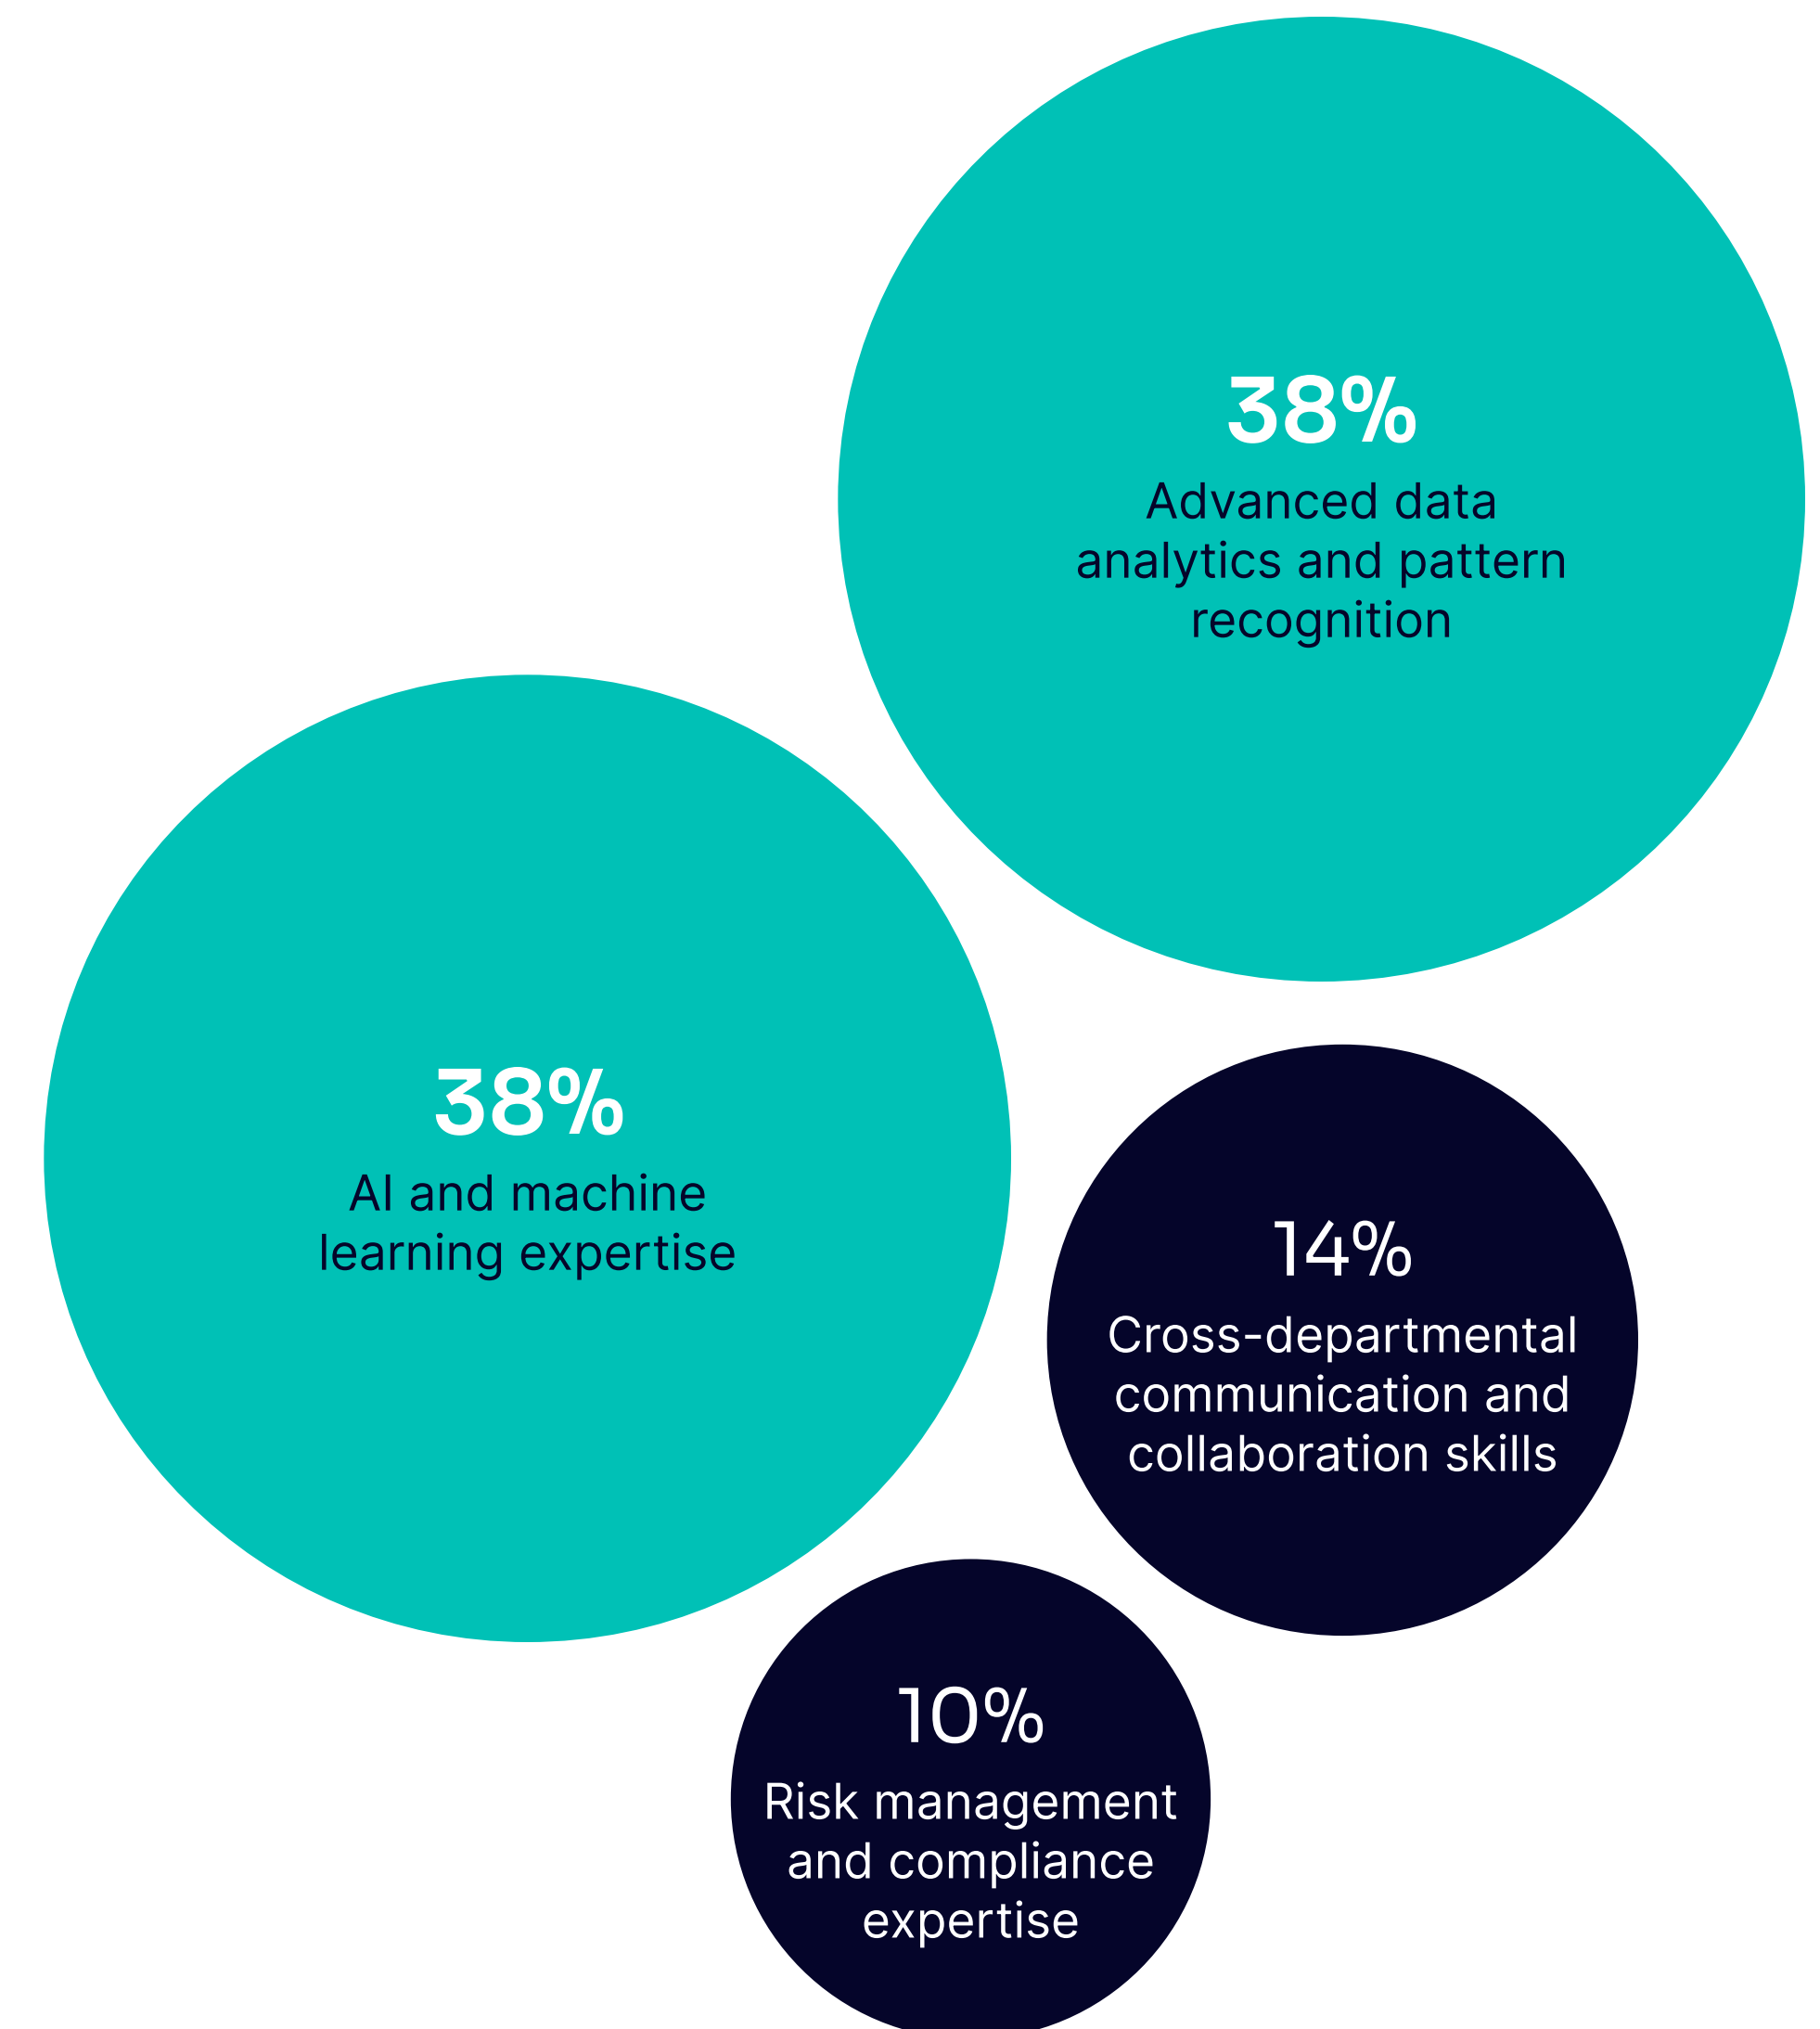 38%
Advanced data
analytics and pattern
recognition
38%
AI and machine
learning expertise
14%
Cross-departmental
communication and
collaboration skills
10%
Risk management
and compliance
expertise